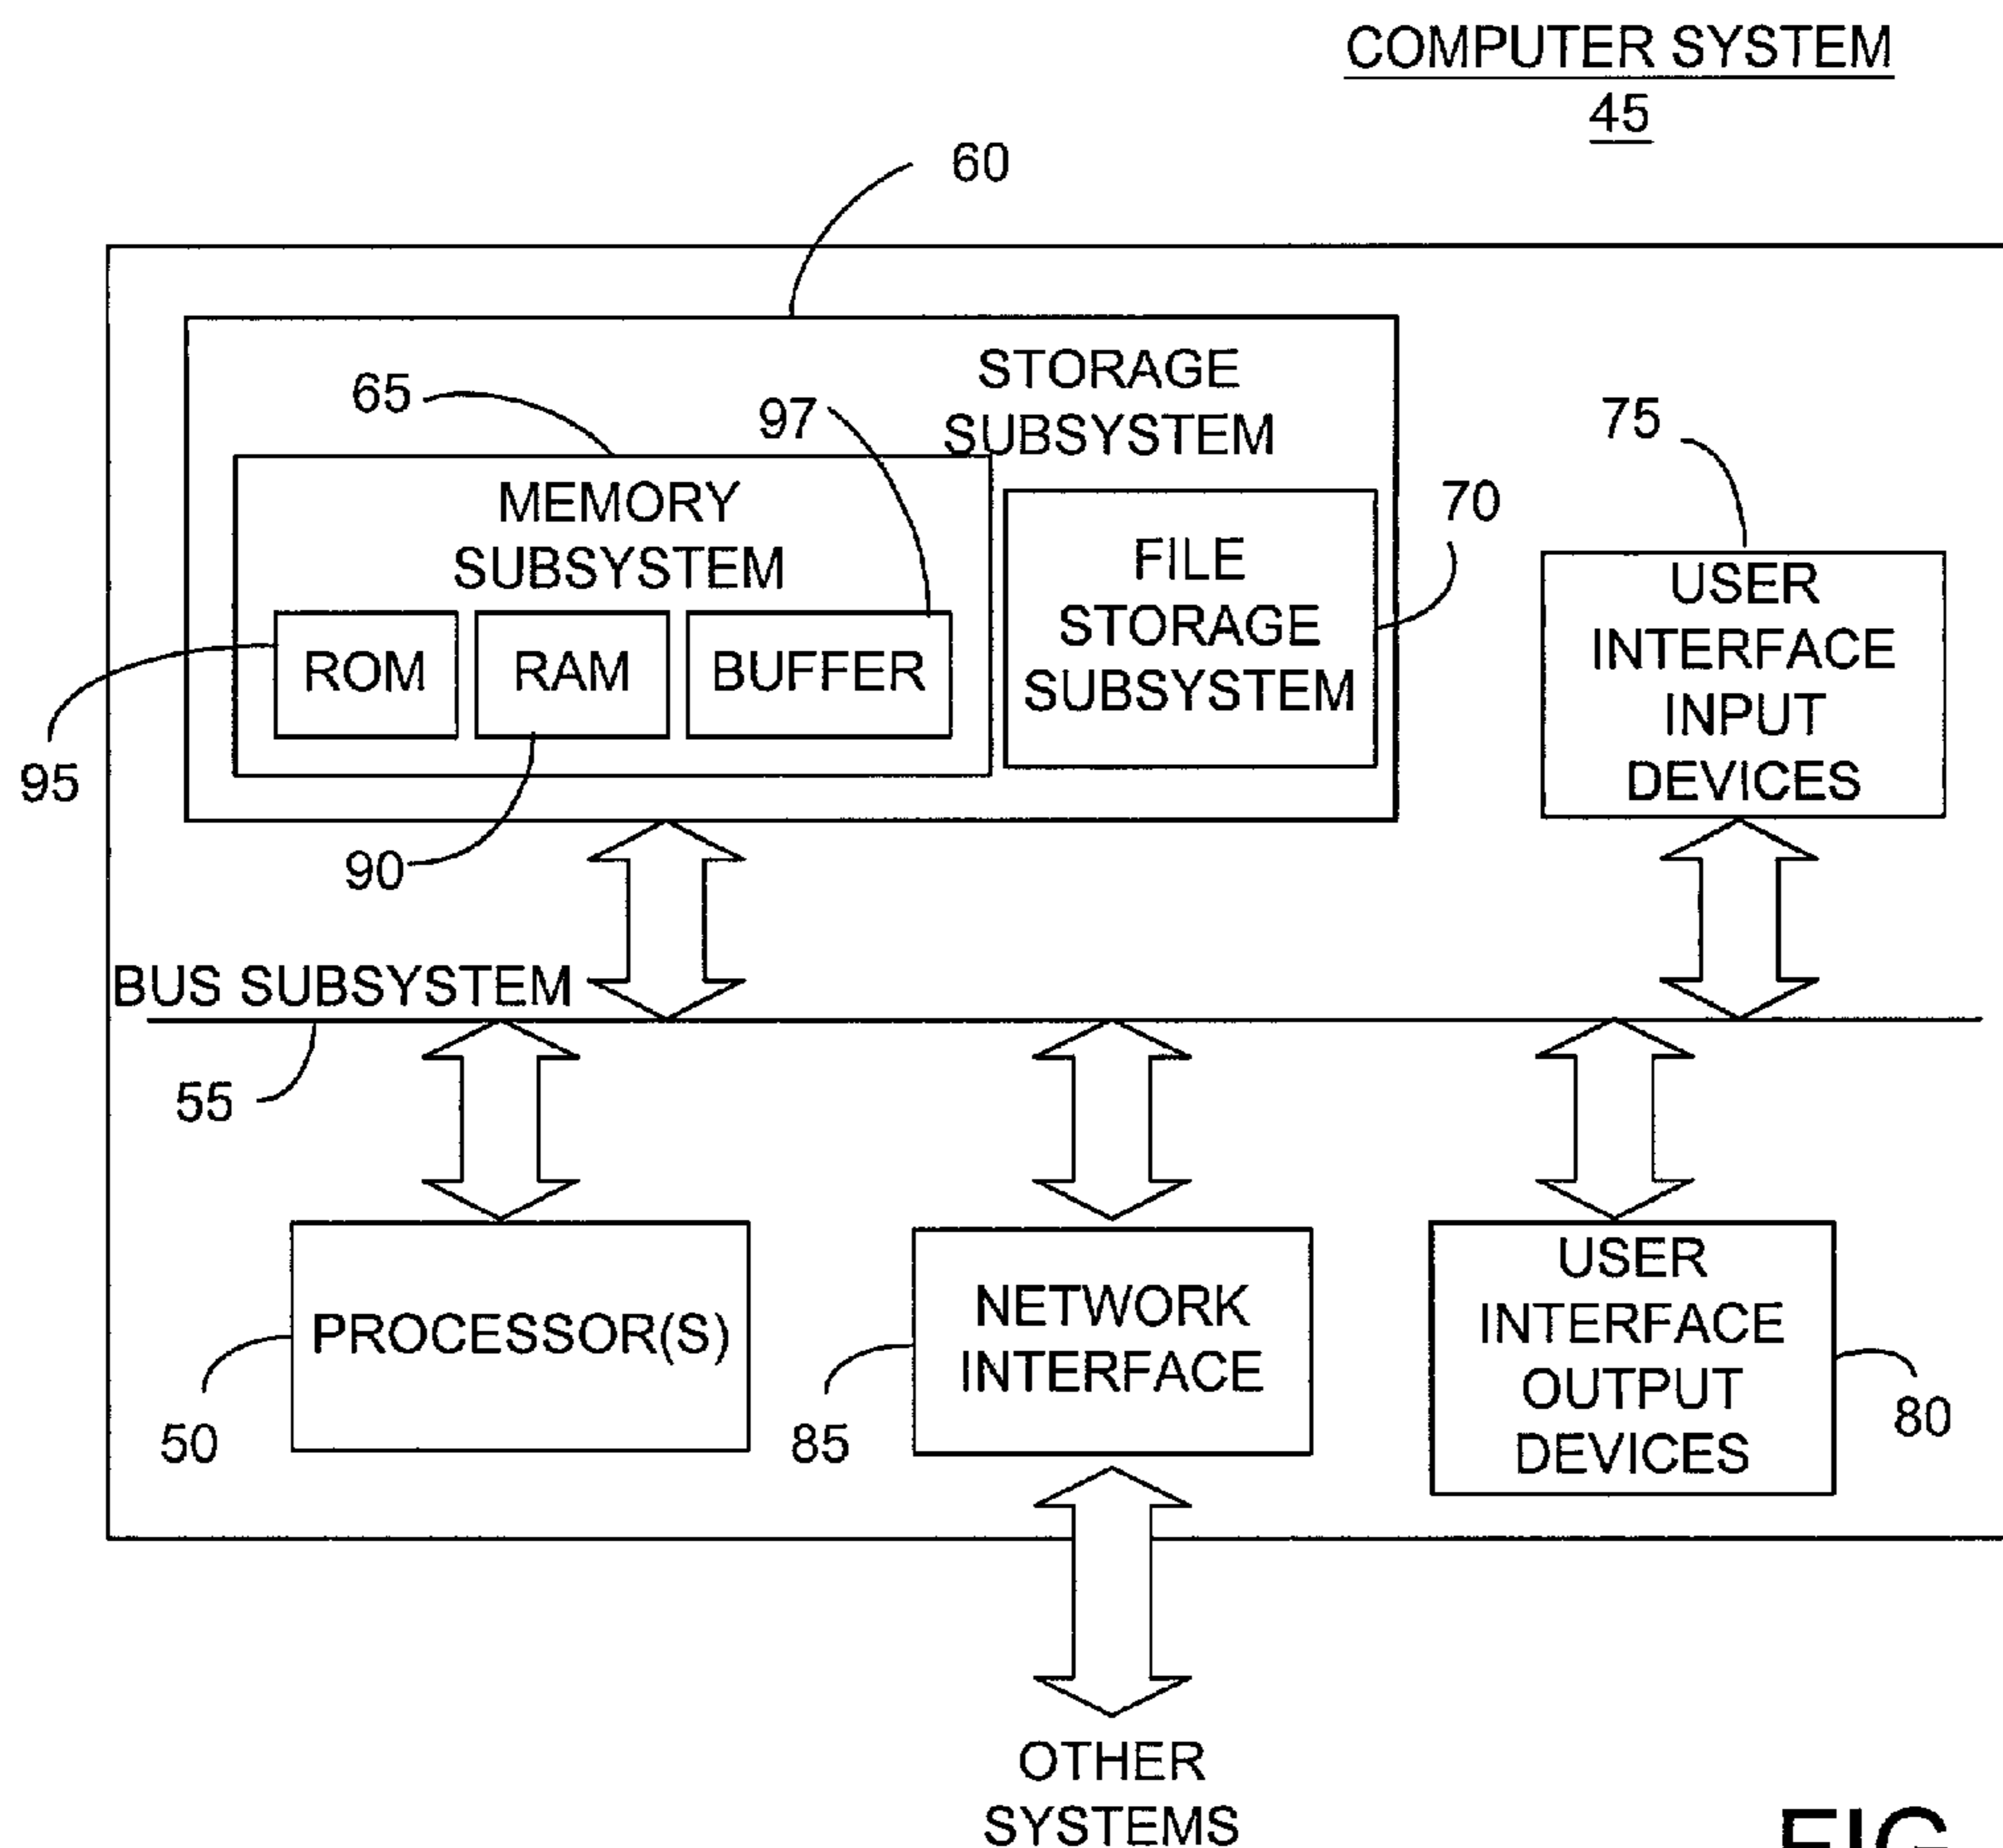 COMPUTER SYSTEM
45
60
STORAGE
SUBSYSTEM
65
97
75
MEMORY
SUBSYSTEM
70
FILE
STORAGE
SUBSYSTEM
USER
INTERFACE
INPUT
DEVICES
ROM
RAM
BUFFER
95
90
BUS SUBSYSTEM
55
PROCESSOR(S)
NETWORK
INTERFACE
USER
INTERFACE
OUTPUT
DEVICES
50
85
80
OTHER
SYSTEMS
FIG